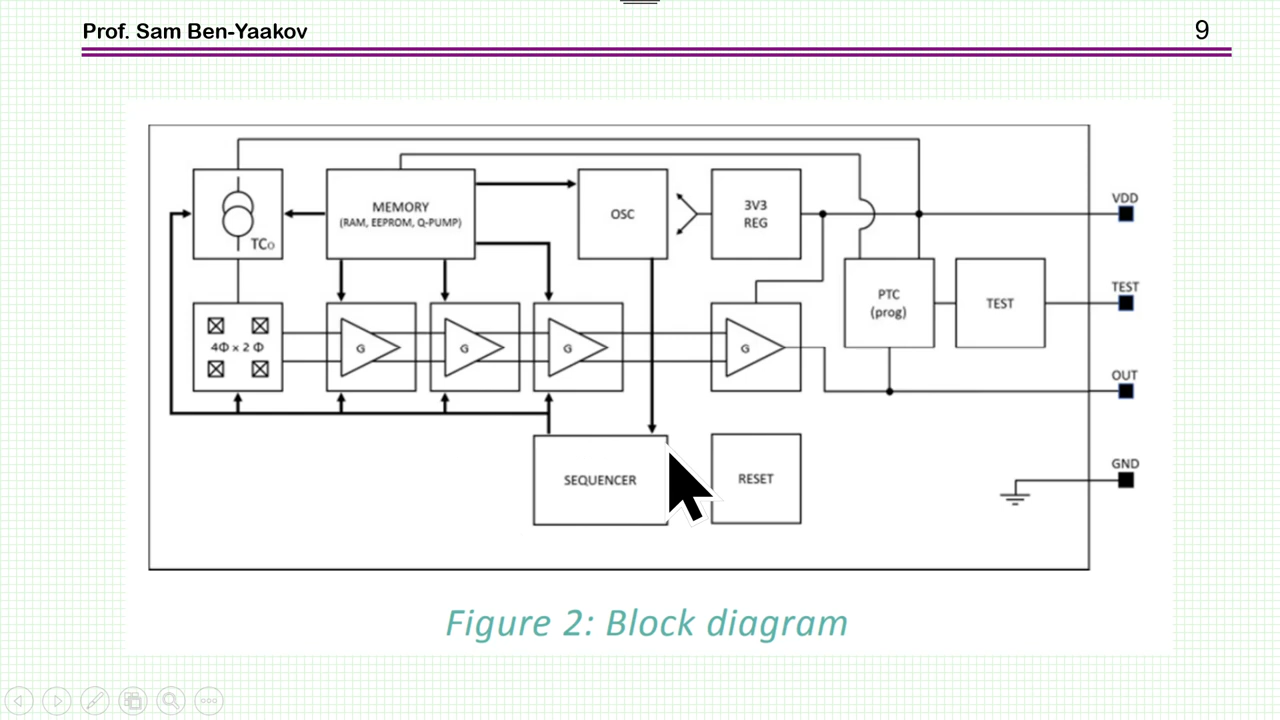 Prof. Sam Ben-Yaakov
9
TC₀
MEMORY
(RAM, EEPROM, Q-PUMP)
OSC
3V3
REG
VDD
4Φ x 2 Φ
G
G
G
G
PTC
(prog)
TEST
TEST
OUT
SEQUENCER
RESET
GND
Figure 2: Block diagram